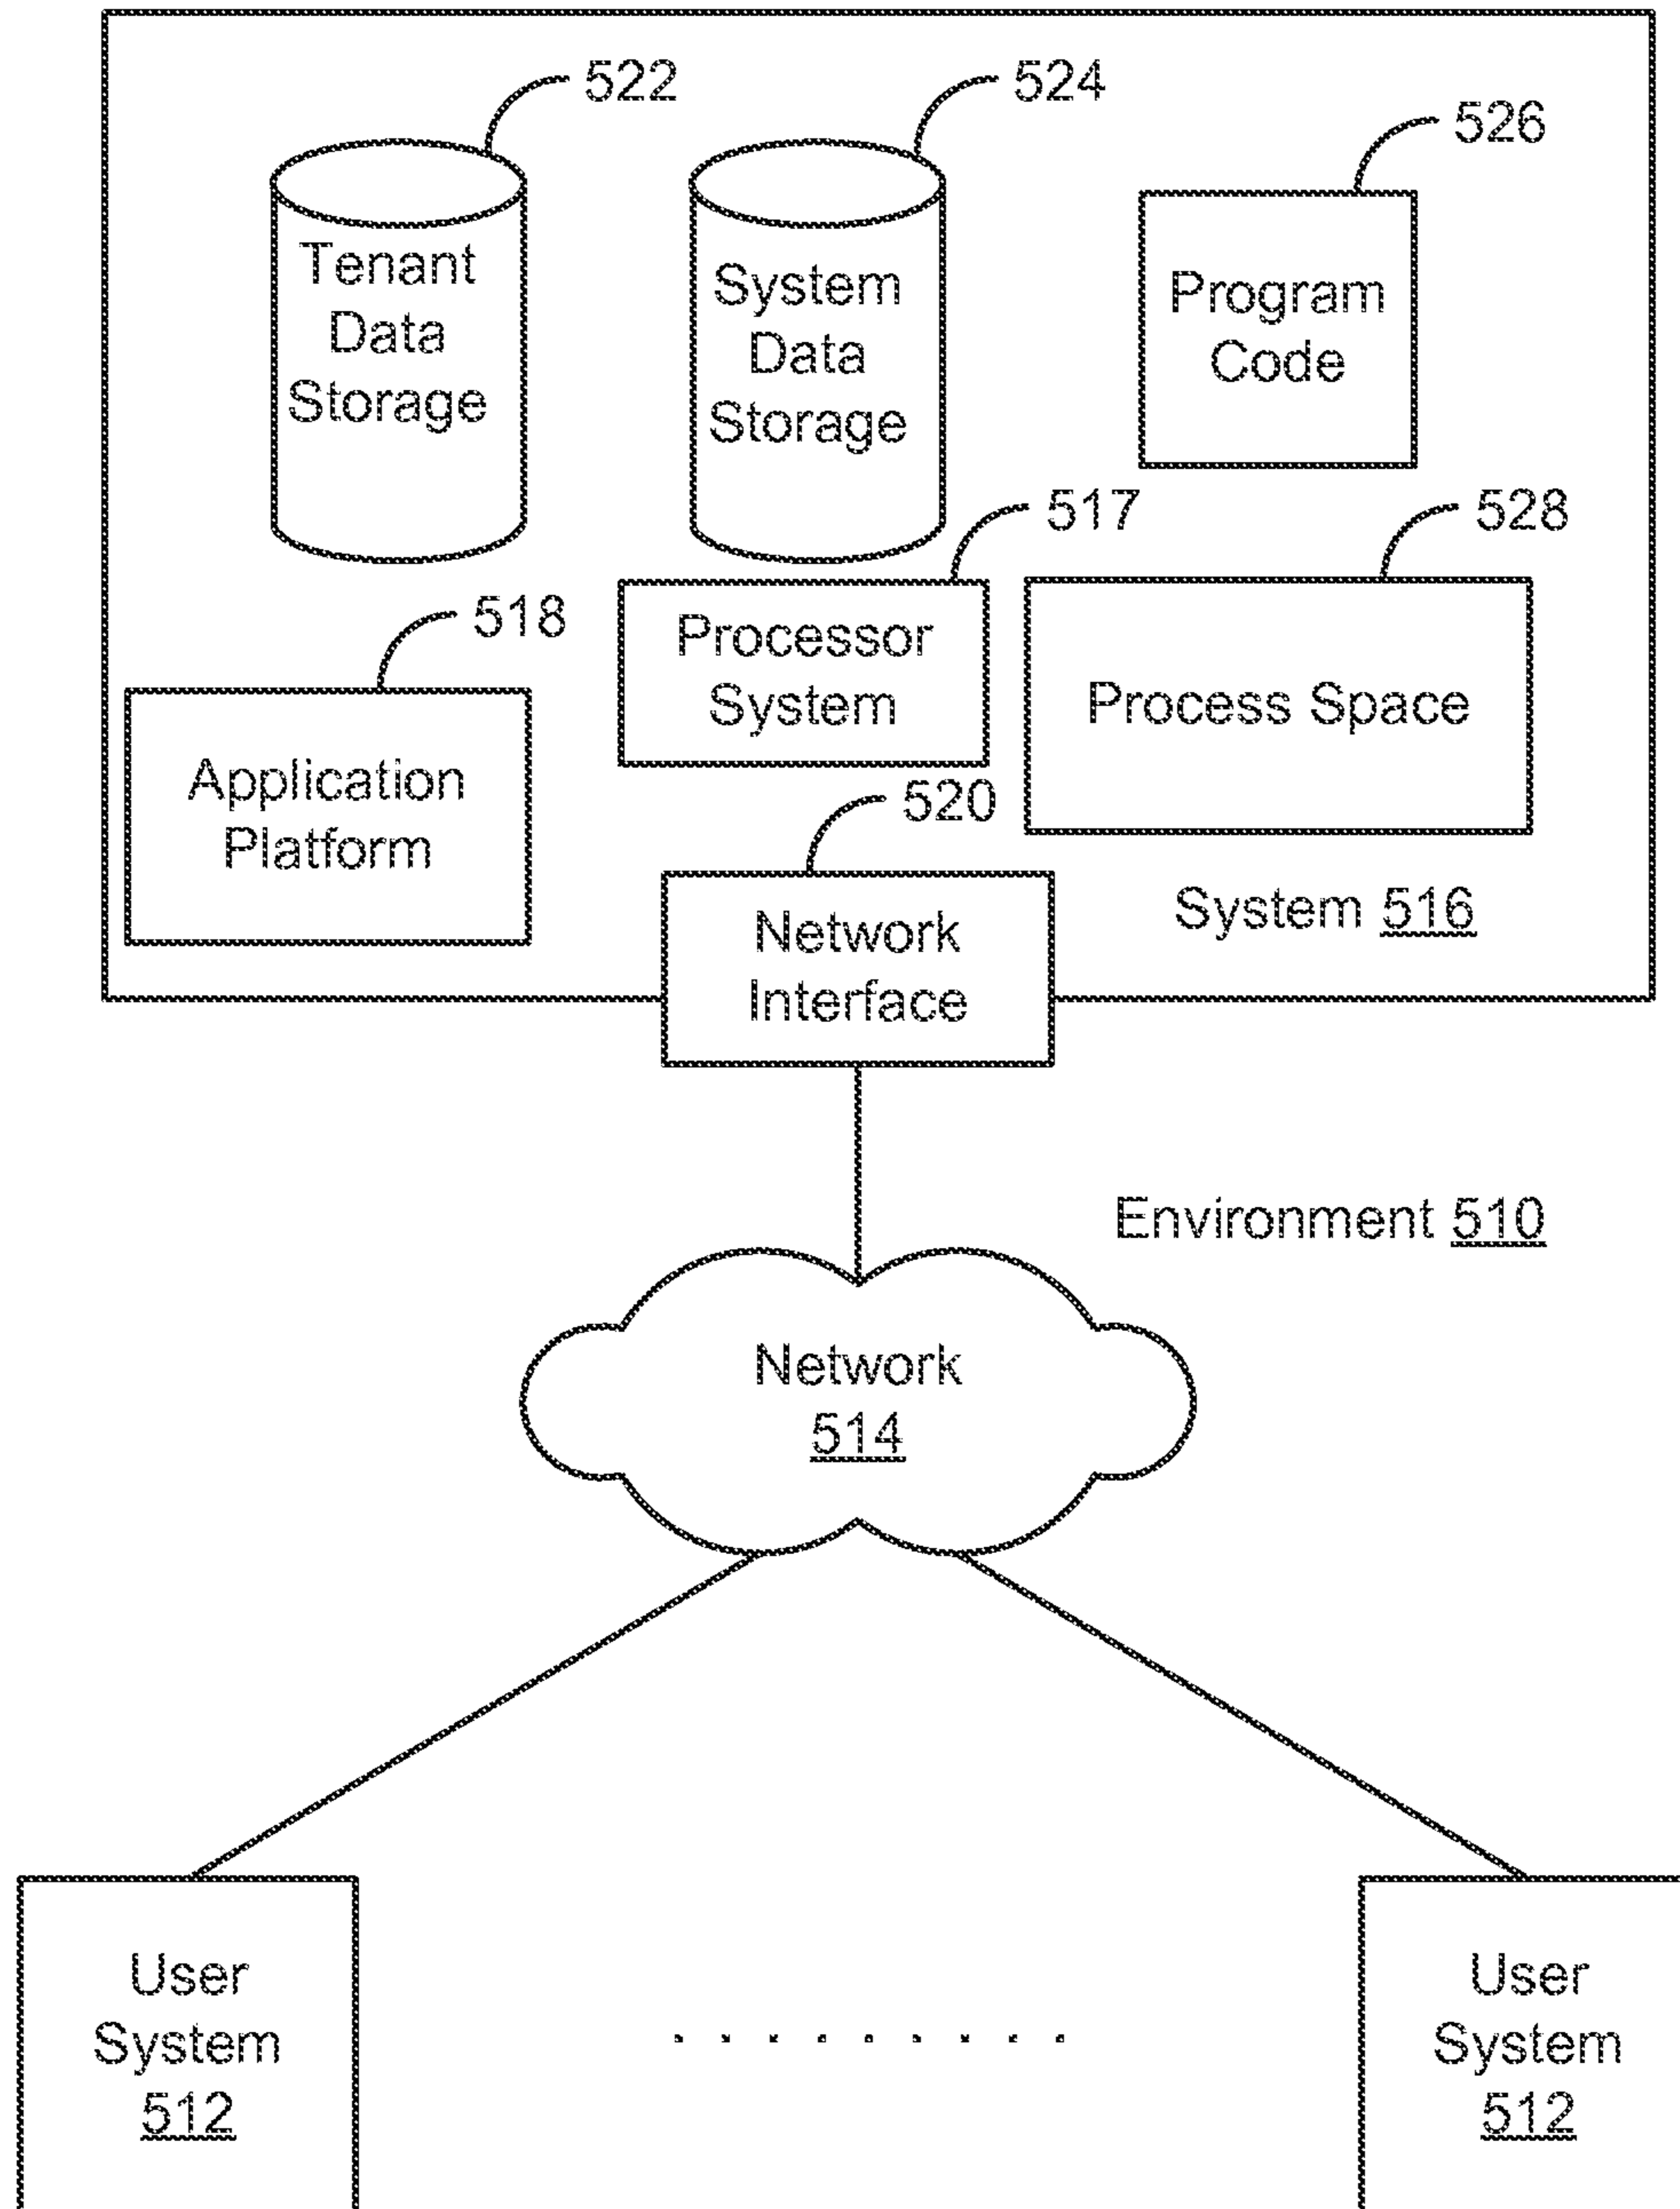 522
524
526
Tenant
Data
Storage
System
Data
Storage
Program
Code
517
528
518
Processor
System
Process Space
Application
Platform
520
Network
Interface
System 516
Environment 510
Network
514
User
System
512
User
System
512